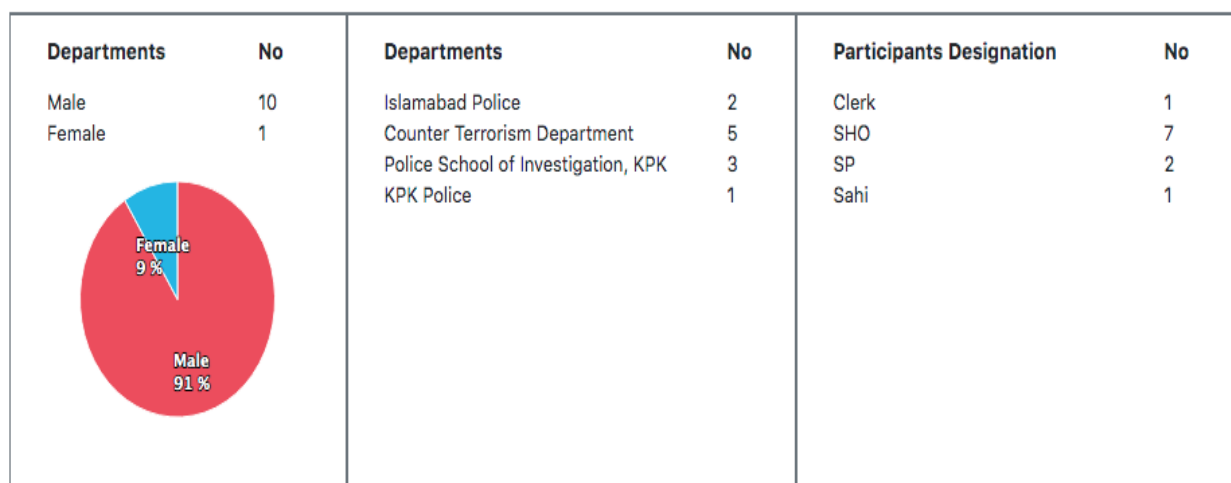 Departments No
Male 10
Female 1
Female
9 %
Male
91 %
Departments No
Islamabad Police 2
Counter Terrorism Department 5
Police School of Investigation, KPK 3
KPK Police 1
Participants Designation No
Clerk 1
SHO 7
SP 2
Sahi 1